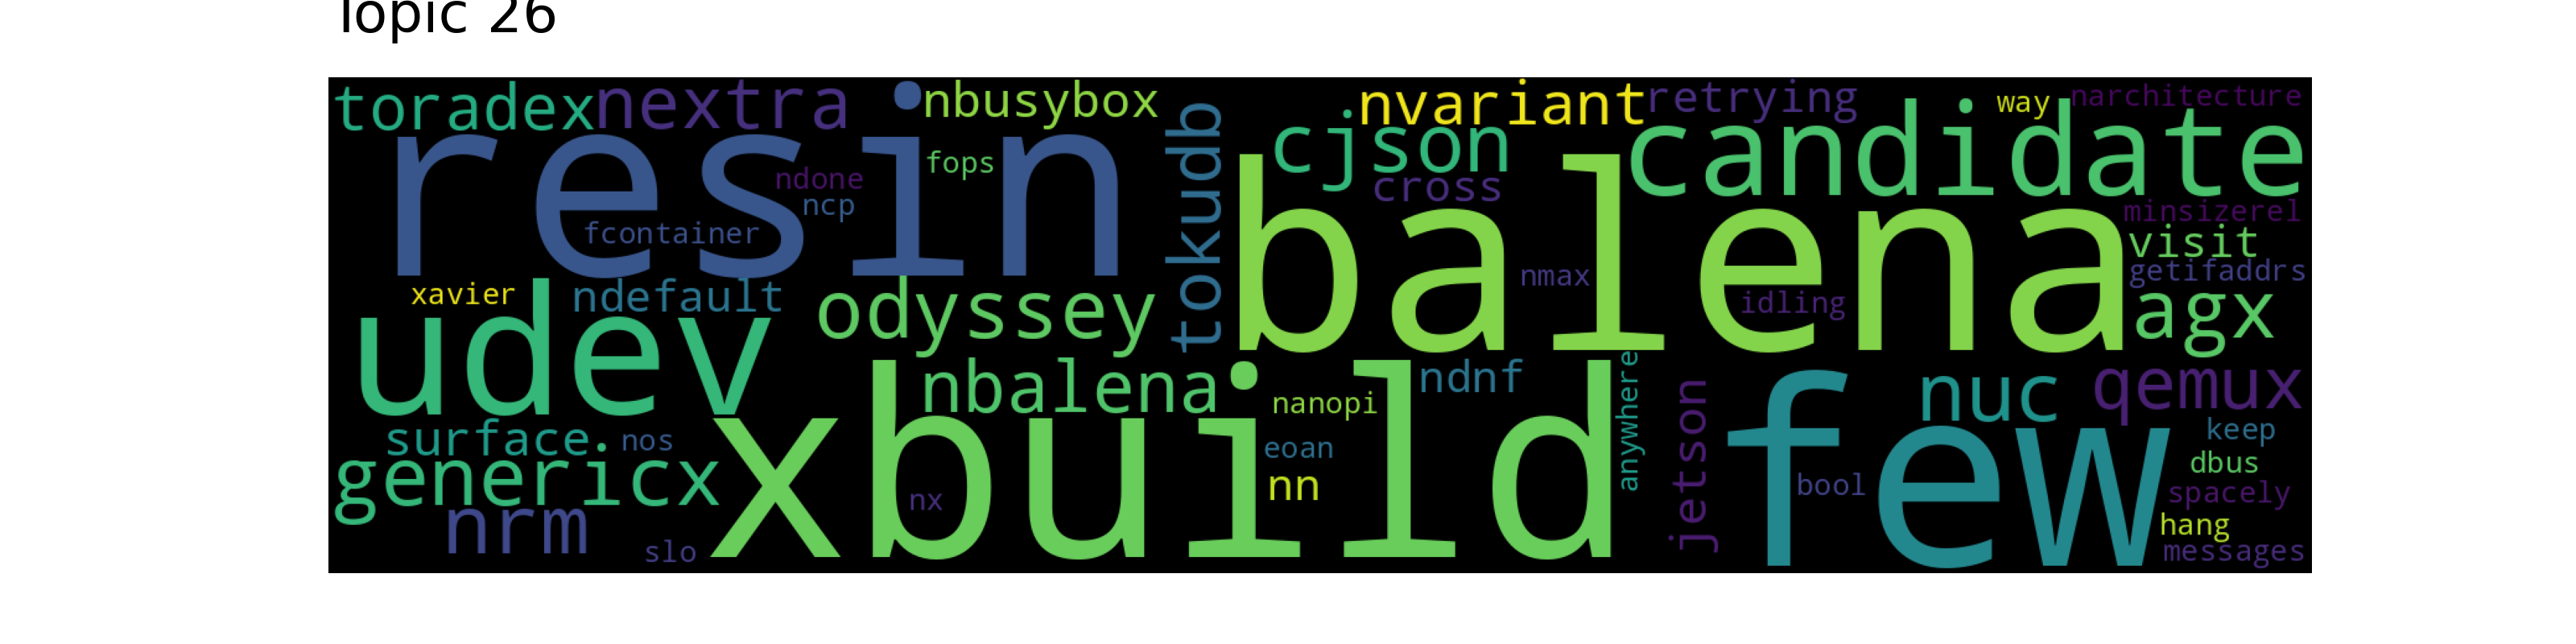 Topic 26
toradex
nextra
nbusybox
tokudb
nvariant
retrying
way
narchitecture
cjson
candidate
resin
fops
ndone
ncp
fcontainer
cross
balena
minsizerel
visit
getifaddrs
nmax
idling
agx
xavier
ndefault
odyssey
udev
nbalena
nanopi
ndnf
anywhere
jetson
few
nuc
qemux
surface
nos
xbuild
eoan
nn
keep
dbus
genericx
nx
bool
spacely
nrm
slo
hang
messages